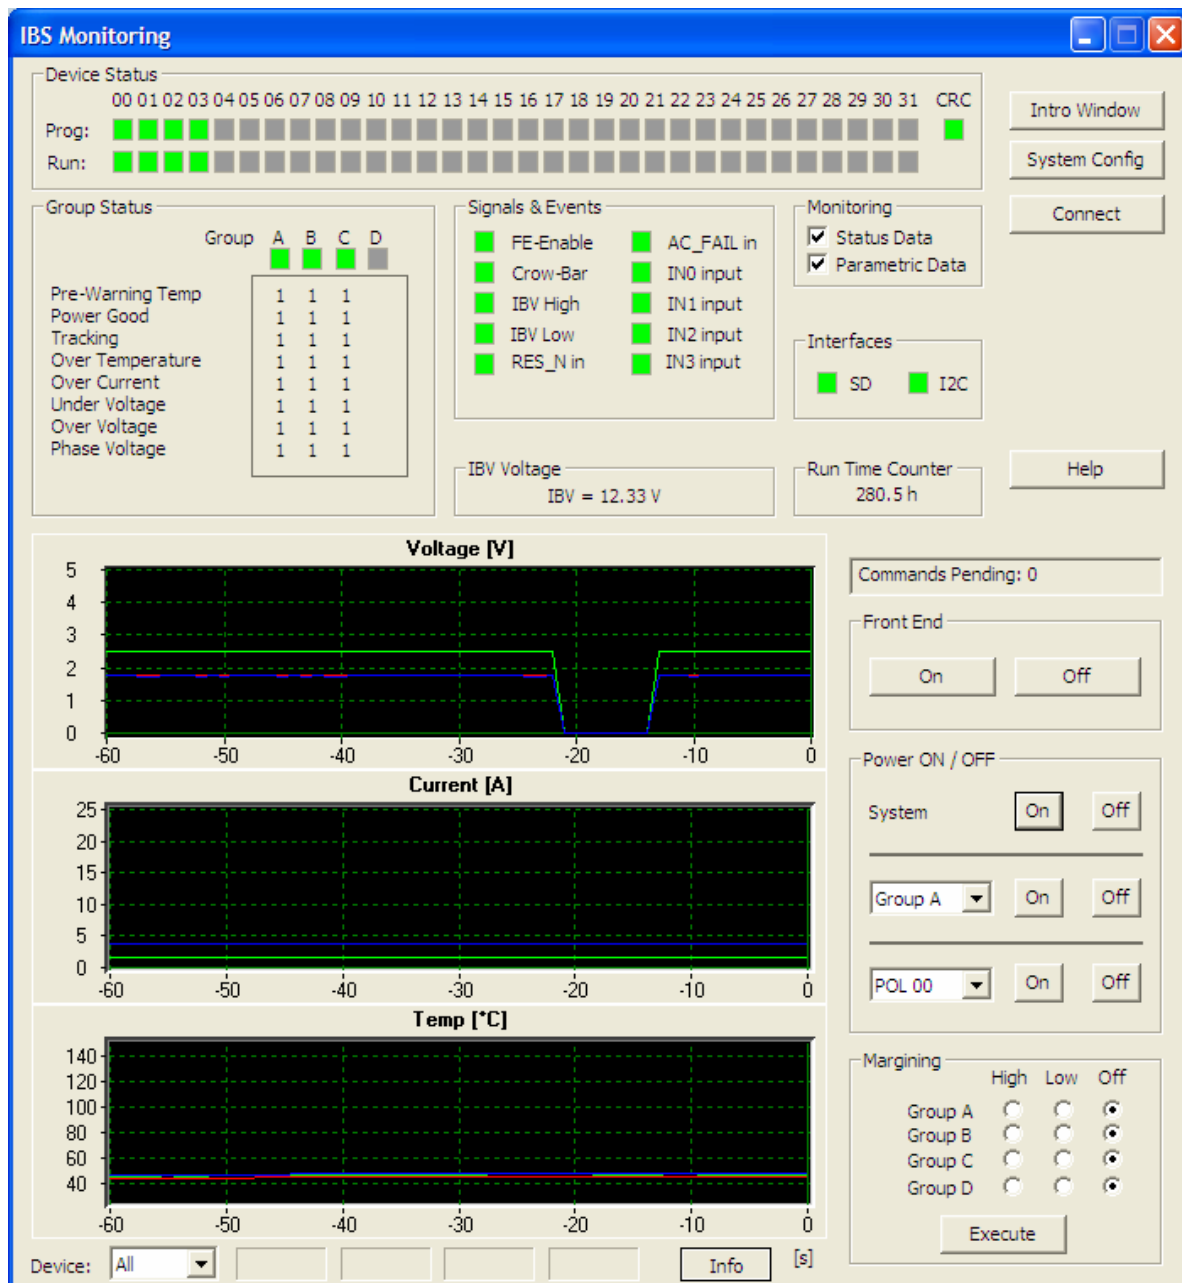 IBS Monitoring
Device Status
00 01 02 03 04 05 06 07 08 09 10 11 12 13 14 15 16 17 18 19 20 21 22 23 24 25 26 27 28 29 30 31 CRC
Prog:
Run:
Intro Window
System Config
Connect
Group Status
Group A B C D
Pre-Warning Temp 1 1 1
Power Good 1 1 1
Tracking 1 1 1
Over Temperature 1 1 1
Over Current 1 1 1
Under Voltage 1 1 1
Over Voltage 1 1 1
Phase Voltage 1 1 1
Signals & Events
FE-Enable AC_FAIL in
Crow-Bar IN0 input
IBV High IN1 input
IBV Low IN2 input
RES_N in IN3 input
Monitoring
Status Data
Parametric Data
Interfaces
SD I2C
IBV Voltage
IBV = 12.33 V
Run Time Counter
280.5 h
Help
Voltage [V]
5
4
3
2
1
0
-60 -50 -40 -30 -20 -10 0
Current [A]
25
20
15
10
5
0
-60 -50 -40 -30 -20 -10 0
Temp [°C]
140
120
100
80
60
40
-60 -50 -40 -30 -20 -10 0
Device: All Info [s]
Commands Pending: 0
Front End
On Off
Power ON / OFF
System On Off
Group A On Off
POL 00 On Off
Margining
High Low Off
Group A
Group B
Group C
Group D
Execute